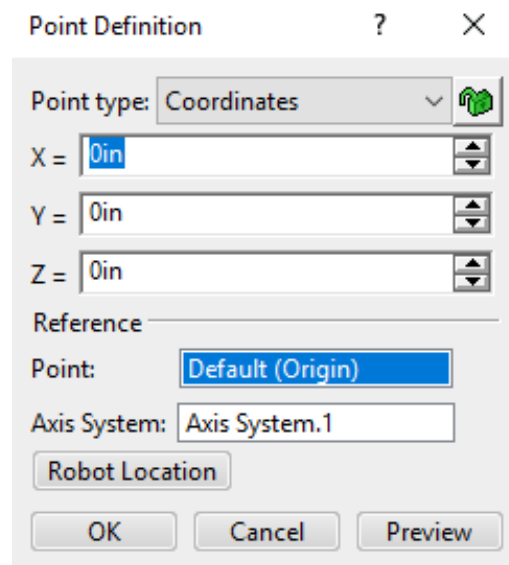 Point Definition ? ×
Point type: Coordinates
X = 0in
Y = 0in
Z = 0in
Reference
Point: Default (Origin)
Axis System: Axis System.1
Robot Location
OK Cancel Preview